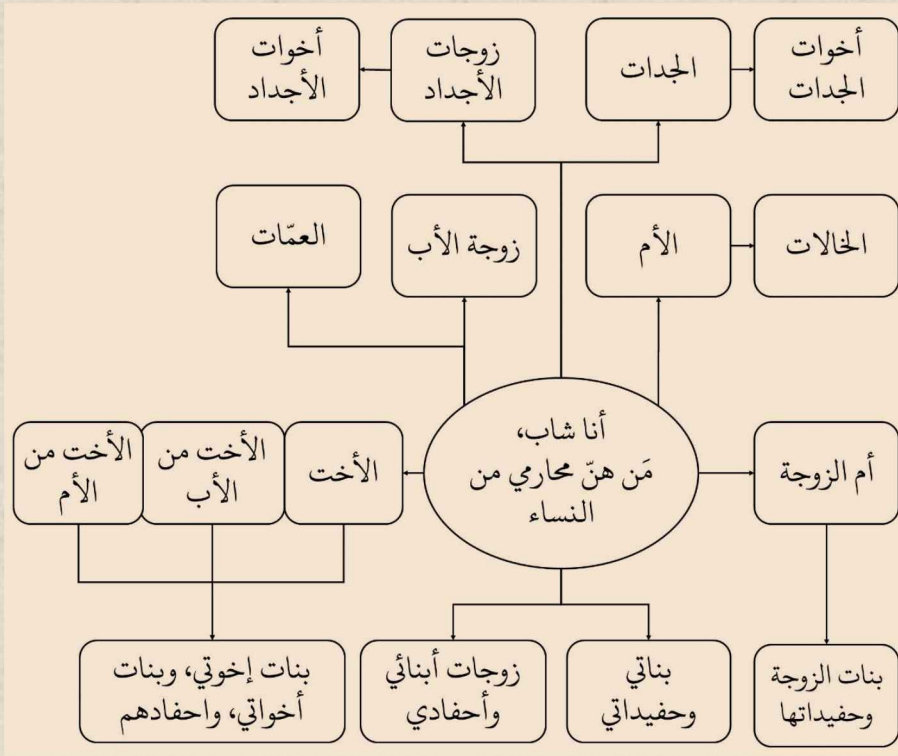 أخوات
الجدات
الجدات
زوجات
الأجداد
أخوات
الأجداد
الخالات
الأم
زوجة الأب
العمّات
أنا شاب،
مَن هنّ محارمي من
النساء
أم الزوجة
الأخت
الأخت من
الأب
الأخت من
الأم
بنات الزوجة
وحفيداتها
بناتي
وحفيداتي
زوجات أبنائي
وأحفادي
بنات إخوتي، وبنات
أخواتي، واحفادهم